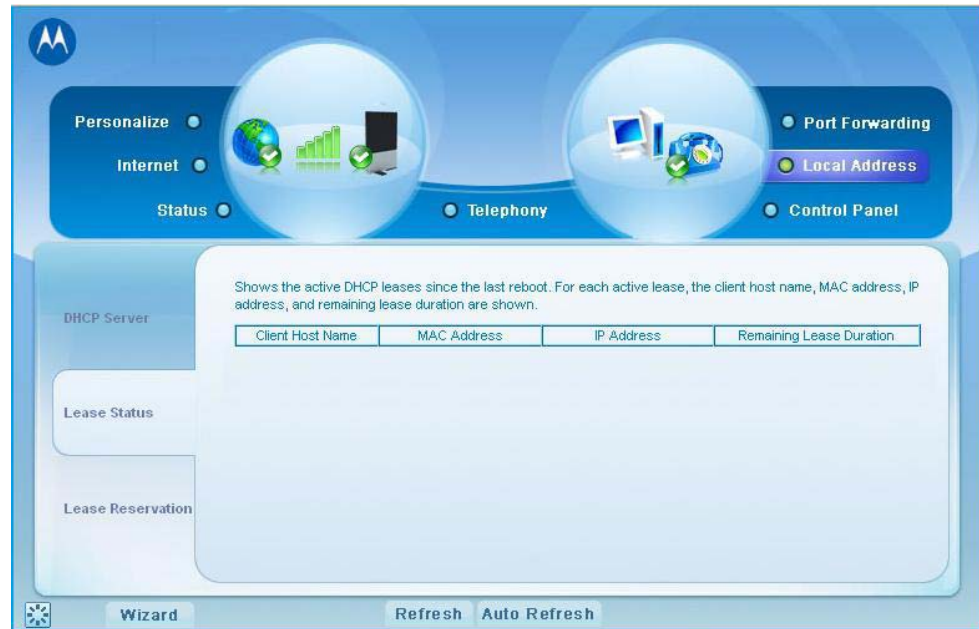 Personalize
Internet
Status
Telephony
Port Forwarding
Local Address
Control Panel
DHCP Server
Lease Status
Lease Reservation
Shows the active DHCP leases since the last reboot. For each active lease, the client host name, MAC address, IP
address, and remaining lease duration are shown.
Client Host Name MAC Address IP Address Remaining Lease Duration
Wizard Refresh Auto Refresh